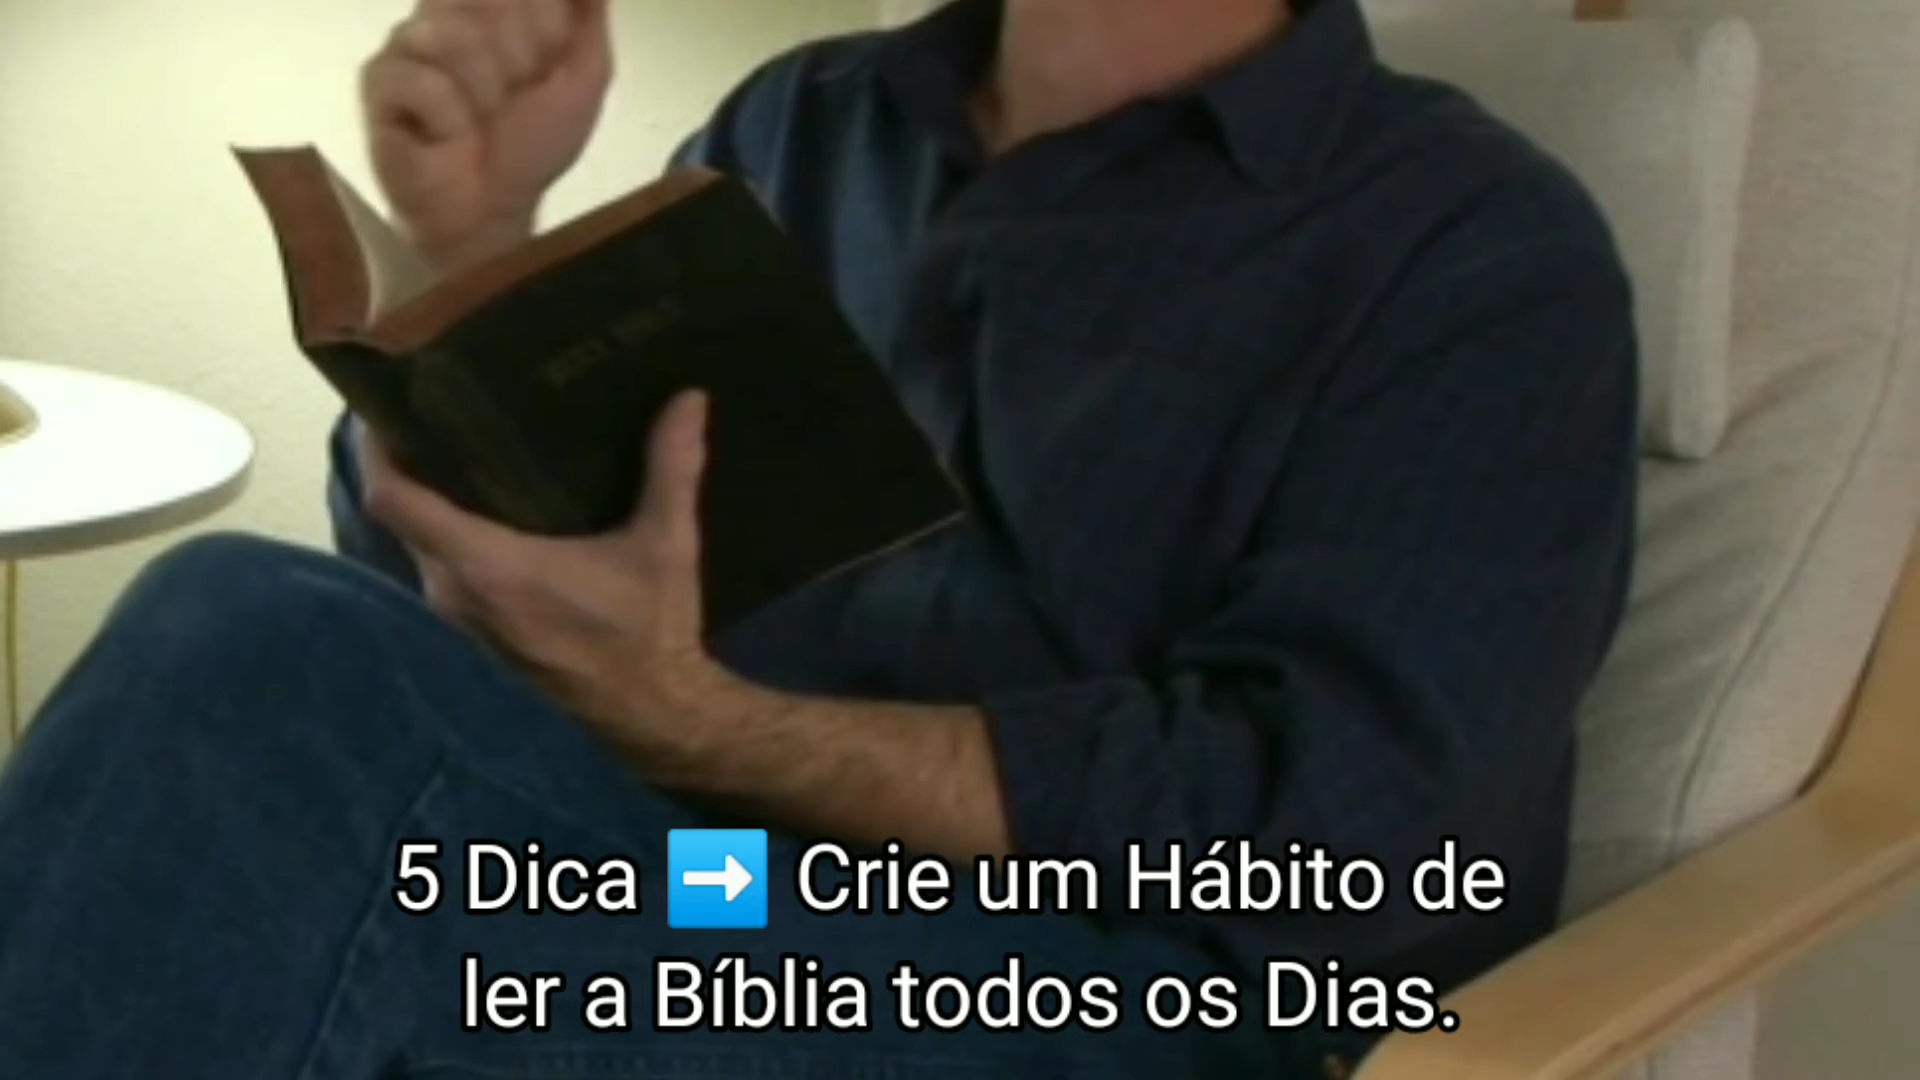 5 Dica ➡️ Crie um Hábito de
ler a Bíblia todos os Dias.